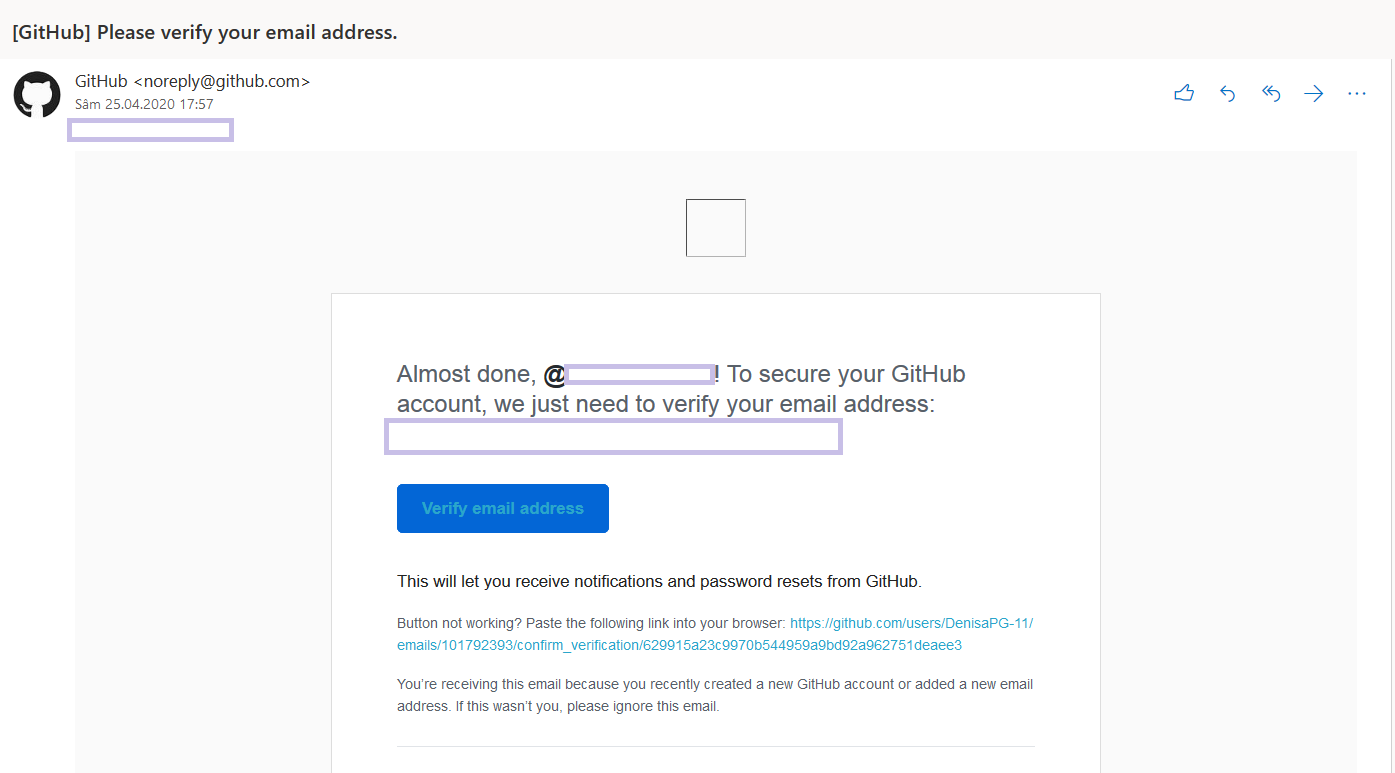 [GitHub] Please verify your email address.
GitHub <noreply@github.com>
Sâm 25.04.2020 17:57
Almost done, @! To secure your GitHub
account, we just need to verify your email address:
Verify email address
This will let you receive notifications and password resets from GitHub.
Button not working? Paste the following link into your browser: https://github.com/users/DenisaPG-11/
emails/101792393/confirm_verification/629915a23c9970b544959a9bd92a962751deaee3
You’re receiving this email because you recently created a new GitHub account or added a new email
address. If this wasn’t you, please ignore this email.